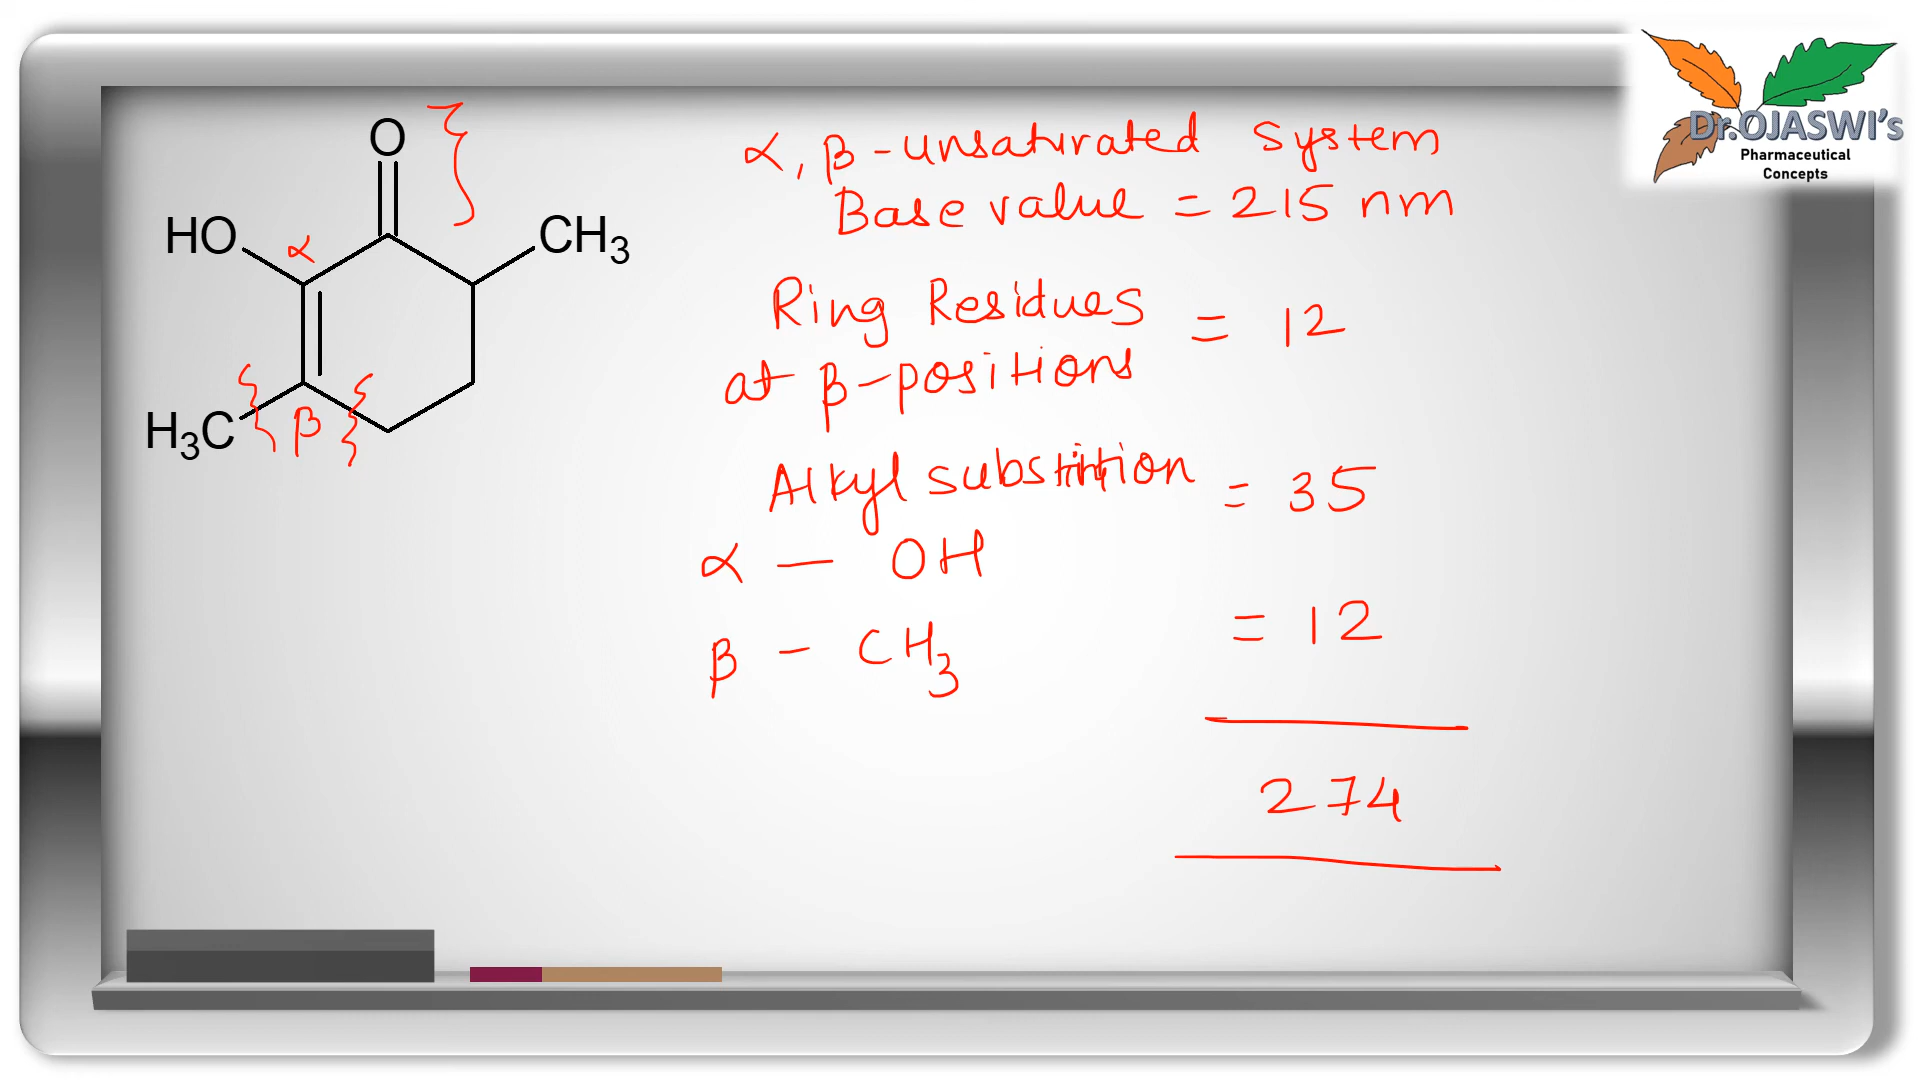 O
HO
α
CH3
H3C
β
α, β-unsaturated system
Base value = 215 nm
Ring Residues
at β-positions = 12
Alkyl substitution = 35
α — OH
β - CH3 = 12
274
Dr.OJASWI's
Pharmaceutical
Concepts